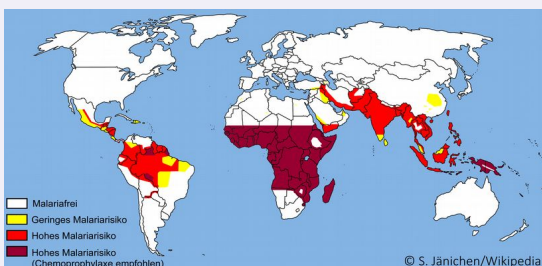 Malariafrei
Geringes Malariarisiko
Hohes Malariarisiko
Hohes Malariarisiko
(Chemoprophylaxe empfohlen)
© S. Jänichen/Wikipedia